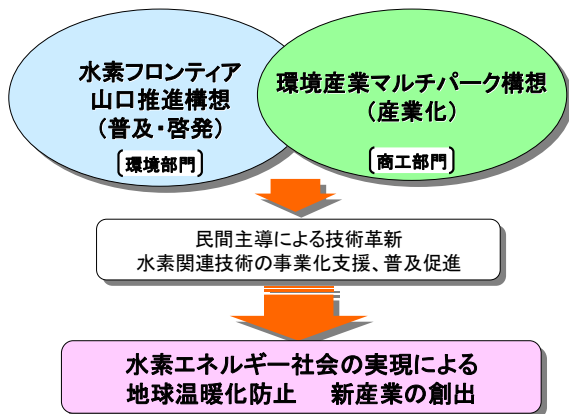 水素フロンティア
山口推進構想
(普及・啓発)
環境部門
環境産業マルチパーク構想
(産業化)
商工部門
民間主導による技術革新
水素関連技術の事業化支援、普及促進
水素エネルギー社会の実現による
地球温暖化防止　新産業の創出